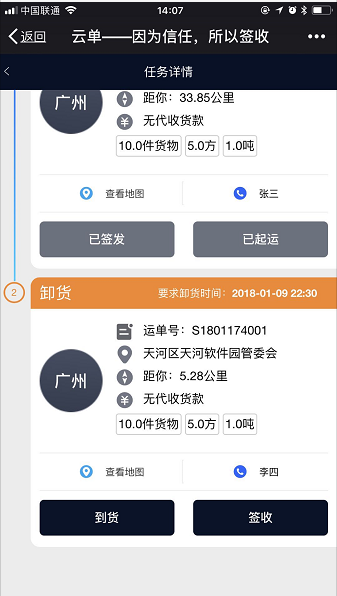 中国联通 14:07
返回 云单——因为信任，所以签收
任务详情
广州
距你：33.85公里
无代收货款
10.0件货物 5.0方 1.0吨
查看地图 张三
已签发 已起运
2
卸货 要求卸货时间：2018-01-09 22:30
运单号：S1801174001
天河区天河软件园管委会
广州
距你：5.28公里
无代收货款
10.0件货物 5.0方 1.0吨
查看地图 李四
到货 签收